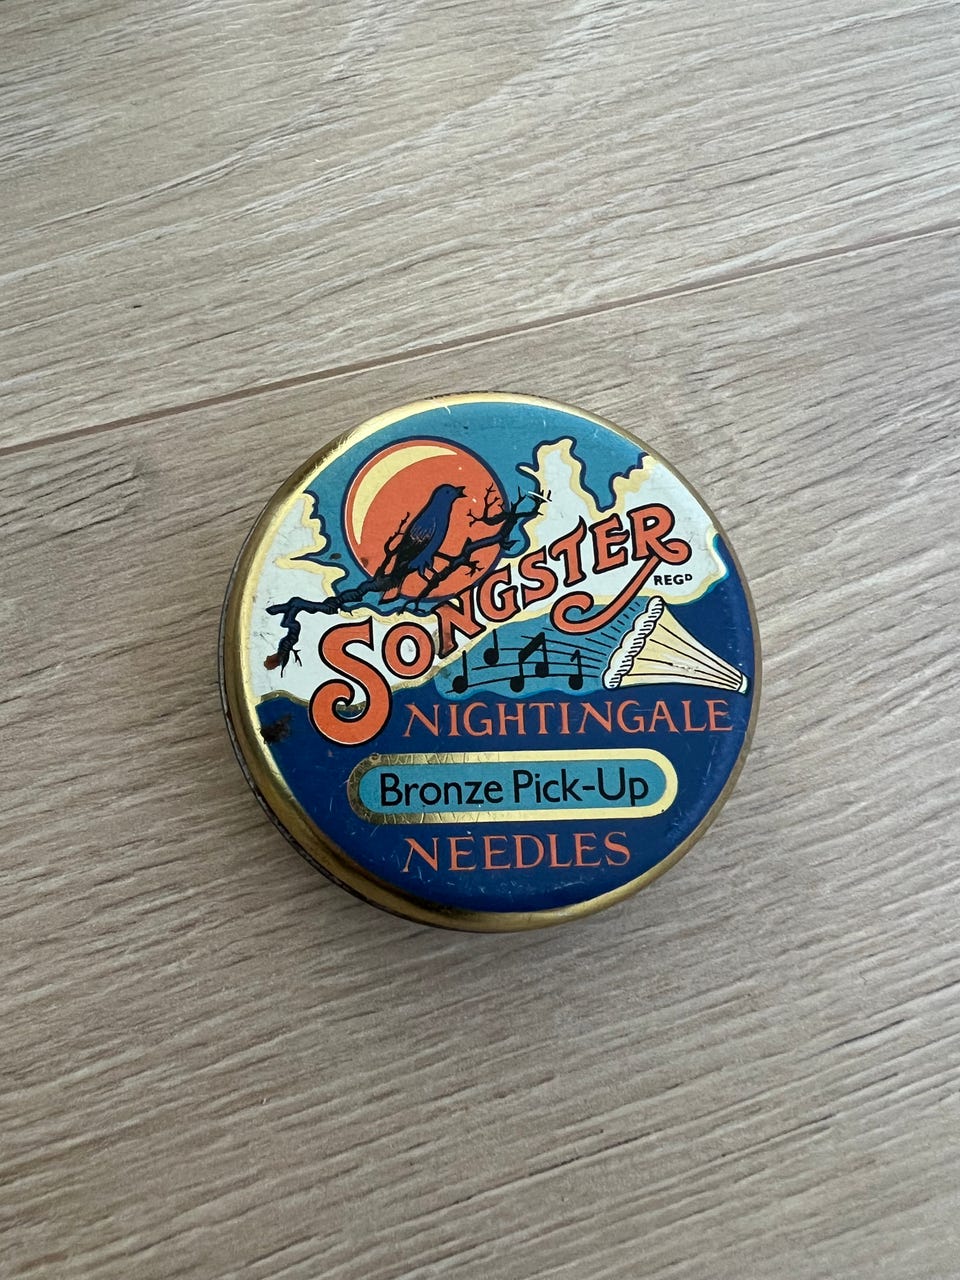 SONGSTER
REGD
NIGHTINGALE
Bronze Pick-Up
NEEDLES